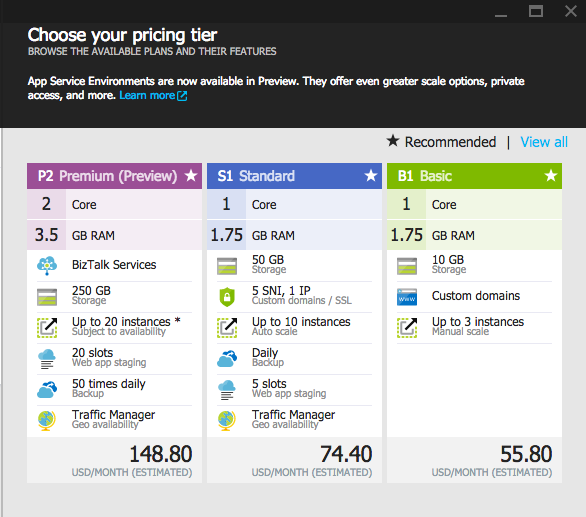 Choose your pricing tier
BROWSE THE AVAILABLE PLANS AND THEIR FEATURES
App Service Environments are now available in Preview. They offer even greater scale options, private
access, and more. Learn more
★ Recommended | View all
P2 Premium (Preview) ★
2 Core
3.5 GB RAM
BizTalk Services
250 GB
Storage
Up to 20 instances *
Subject to availability
20 slots
Web app staging
50 times daily
Backup
Traffic Manager
Geo availability
148.80
USD/MONTH (ESTIMATED)
S1 Standard ★
1 Core
1.75 GB RAM
50 GB
Storage
5 SNI, 1 IP
Custom domains / SSL
Up to 10 instances
Auto scale
Daily
Backup
5 slots
Web app staging
Traffic Manager
Geo availability
74.40
USD/MONTH (ESTIMATED)
B1 Basic ★
1 Core
1.75 GB RAM
10 GB
Storage
www
Custom domains
Up to 3 instances
Manual scale
55.80
USD/MONTH (ESTIMATED)